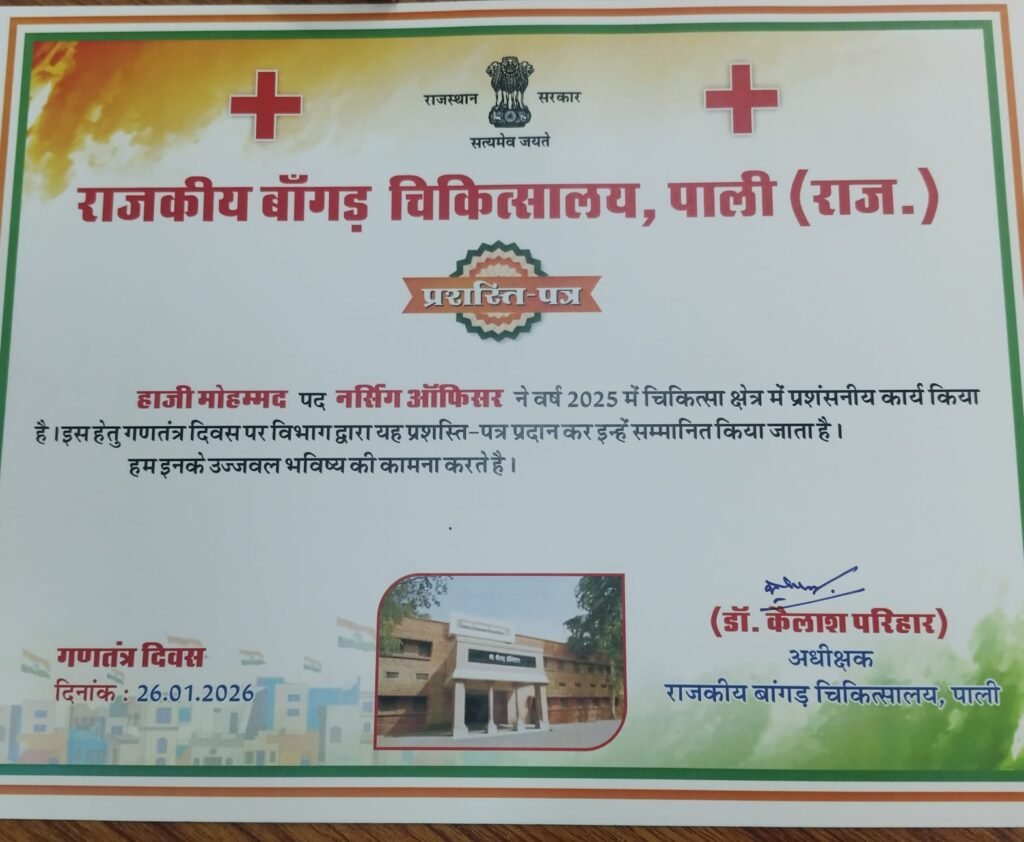 राजस्थान सरकार
सत्यमेव जयते
राजकीय बाँगड़ चिकित्सालय, पाली (राज.)
प्रशस्ति-पत्र
हाजी मोहम्मद पद नर्सिग ऑफिसर ने वर्ष 2025 में चिकित्सा क्षेत्र में प्रशंसनीय कार्य किया
है। इस हेतु गणतंत्र दिवस पर विभाग द्वारा यह प्रशस्ति-पत्र प्रदान कर इन्हें सम्मानित किया जाता है।
हम इनके उज्जवल भविष्य की कामना करते है।
गणतंत्र दिवस
दिनांक : 26.01.2026
(डॉ. कैलाश परिहार)
अधीक्षक
राजकीय बांगड़ चिकित्सालय, पाली